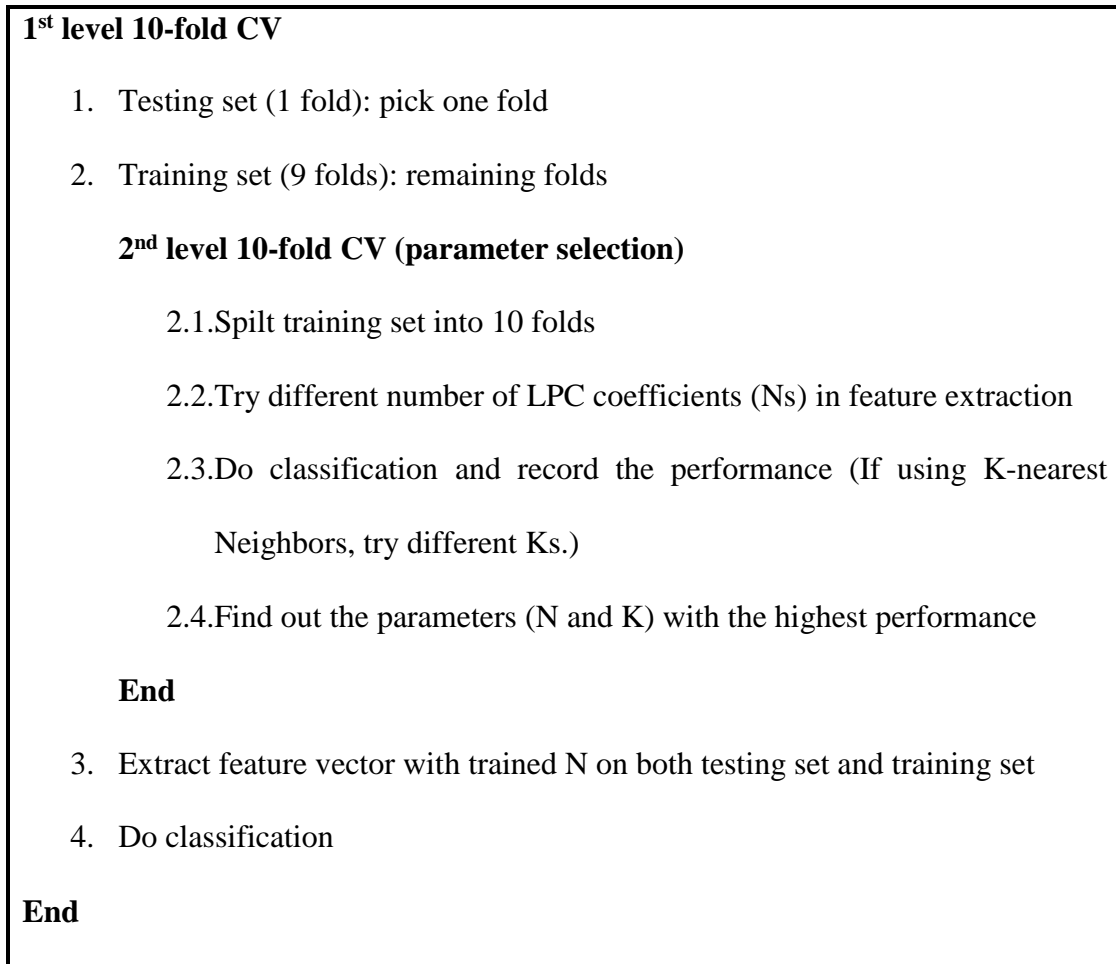 1st level 10-fold CV
1. Testing set (1 fold): pick one fold
2. Training set (9 folds): remaining folds
2nd level 10-fold CV (parameter selection)
2.1.Spilt training set into 10 folds
2.2.Try different number of LPC coefficients (Ns) in feature extraction
2.3.Do classification and record the performance (If using K-nearest
Neighbors, try different Ks.)
2.4.Find out the parameters (N and K) with the highest performance
End
3. Extract feature vector with trained N on both testing set and training set
4. Do classification
End